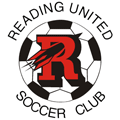 READING UNITED
R
SOCCER CLUB